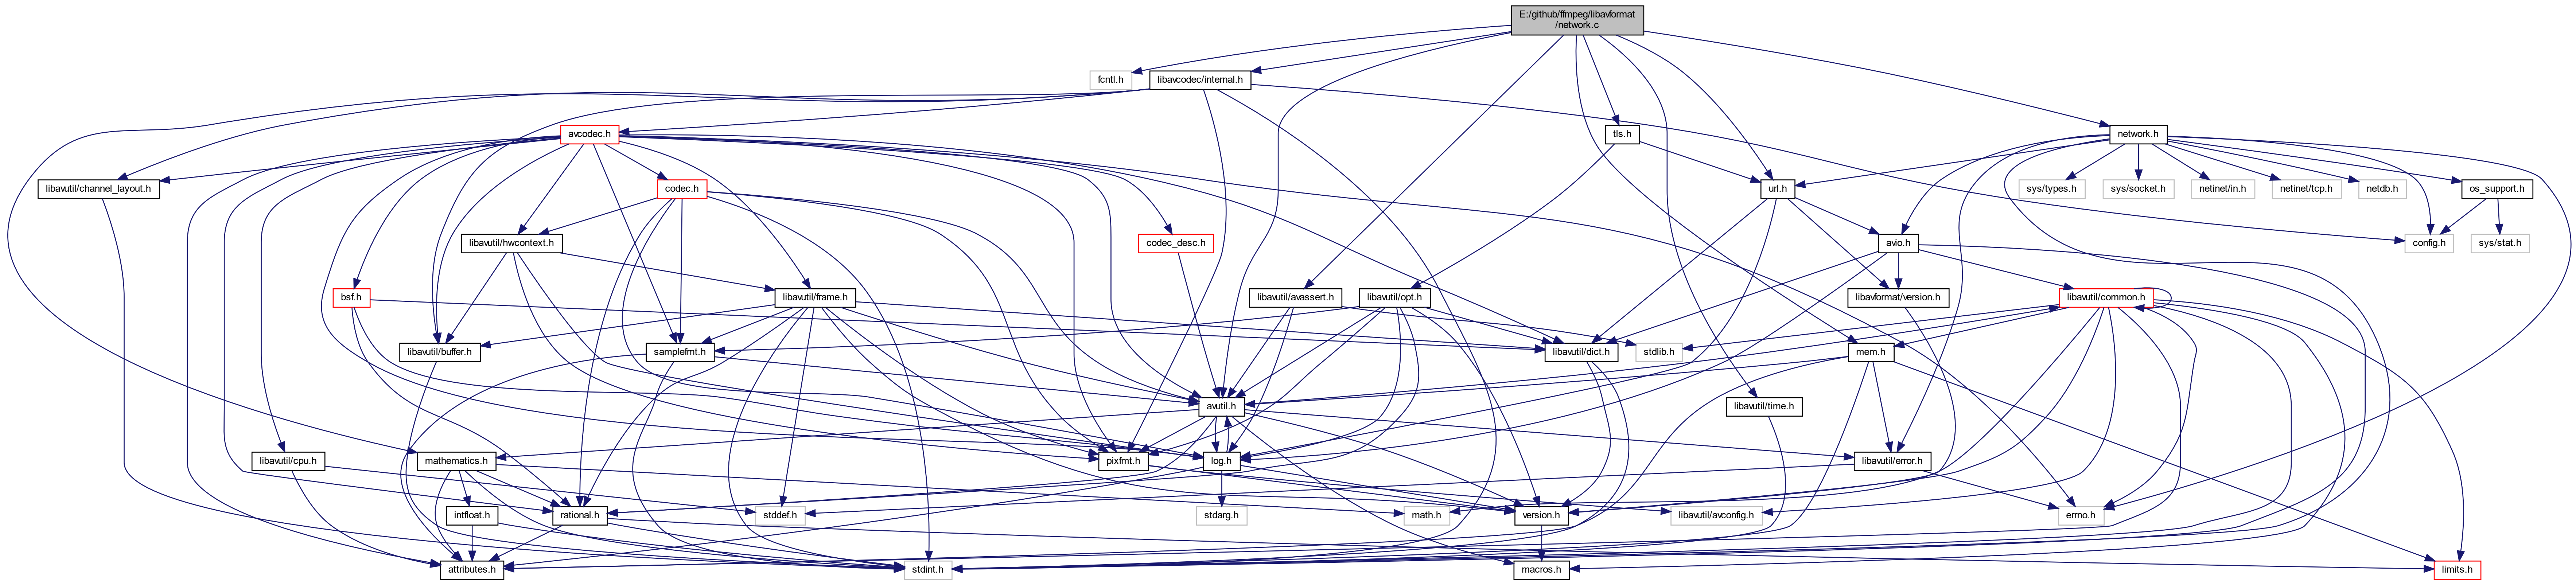 E:/github/ffmpeg/libavformat
/network.c
fcntl.h
libavcodec/internal.h
avcodec.h
tls.h
network.h
libavutil/channel_layout.h
codec.h
url.h
sys/types.h
sys/socket.h
netinet/in.h
netinet/tcp.h
netdb.h
os_support.h
libavutil/hwcontext.h
codec_desc.h
avio.h
config.h
sys/stat.h
bsf.h
libavutil/frame.h
libavutil/avassert.h
libavutil/opt.h
libavformat/version.h
libavutil/common.h
libavutil/buffer.h
samplefmt.h
libavutil/dict.h
stdlib.h
mem.h
avutil.h
libavutil/time.h
libavutil/cpu.h
mathematics.h
pixfmt.h
log.h
libavutil/error.h
intfloat.h
rational.h
stddef.h
math.h
stdarg.h
version.h
libavutil/avconfig.h
errno.h
attributes.h
stdint.h
macros.h
limits.h